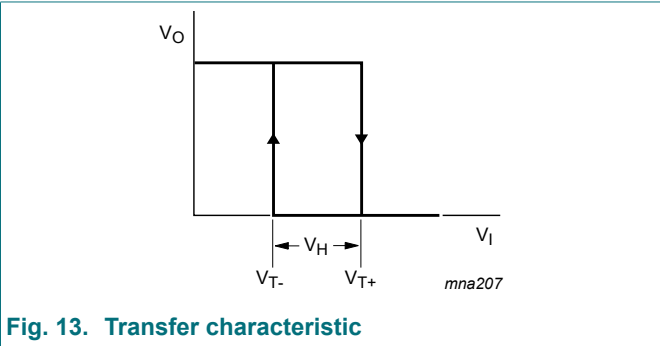 VO
VH
VI
VT-
VT+
mna207
Fig. 13. Transfer characteristic